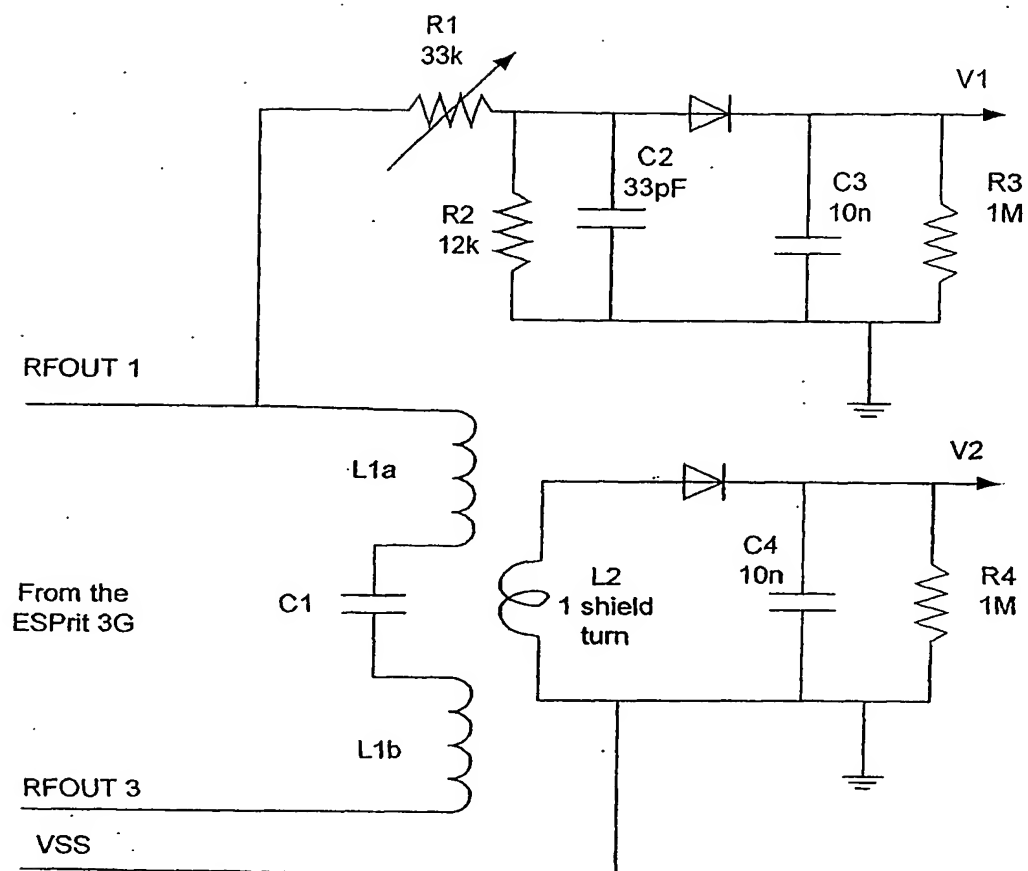 R1
33k
V1
C2
33pF
C3
10n
R3
1M
R2
12k
RFOUT 1
V2
L1a
C4
10n
L2
1 shield
turn
R4
1M
From the
ESPrit 3G
C1
L1b
RFOUT 3
VSS